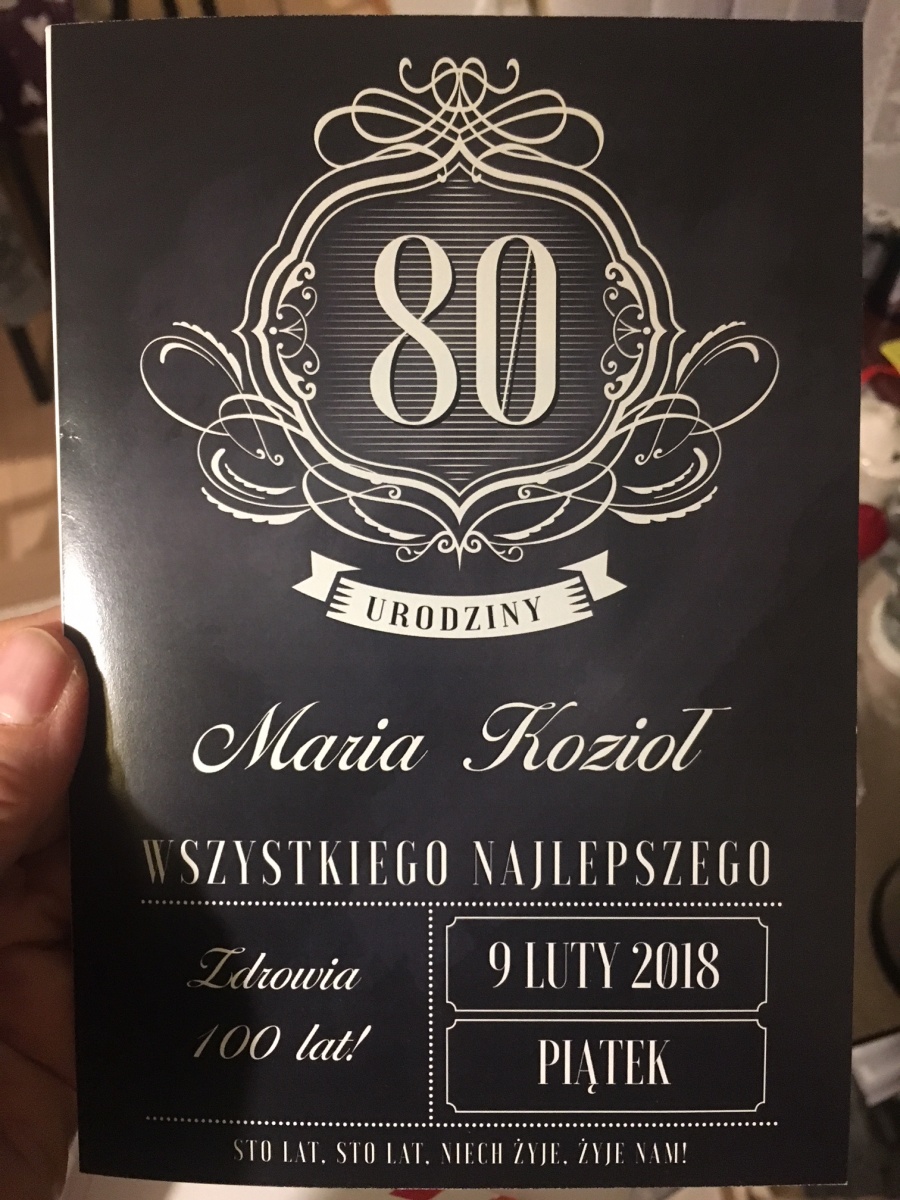 80
URODZINY
Maria Kozioł
WSZYSTKIEGO NAJLEPSZEGO
Zdrowia
100 lat!
9 LUTY 2018
PIĄTEK
STO LAT, STO LAT, NIECH ŻYJE, ŻYJE NAM!